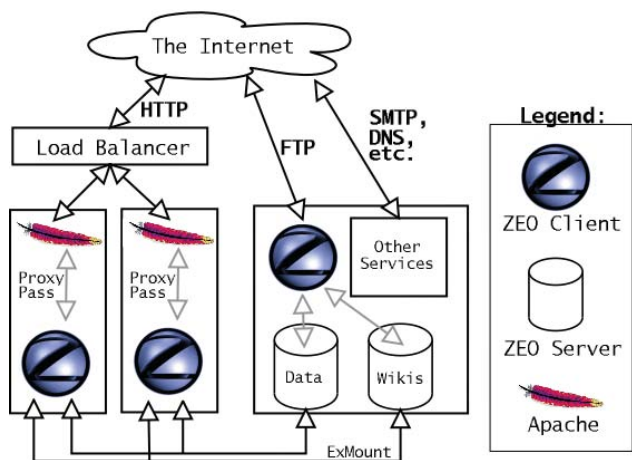 The Internet
HTTP
FTP
SMTP,
DNS,
etc.
Load Balancer
Proxy
Pass
Proxy
Pass
Other
Services
Data
Wikis
ExMount
Legend:
ZEO Client
ZEO Server
Apache